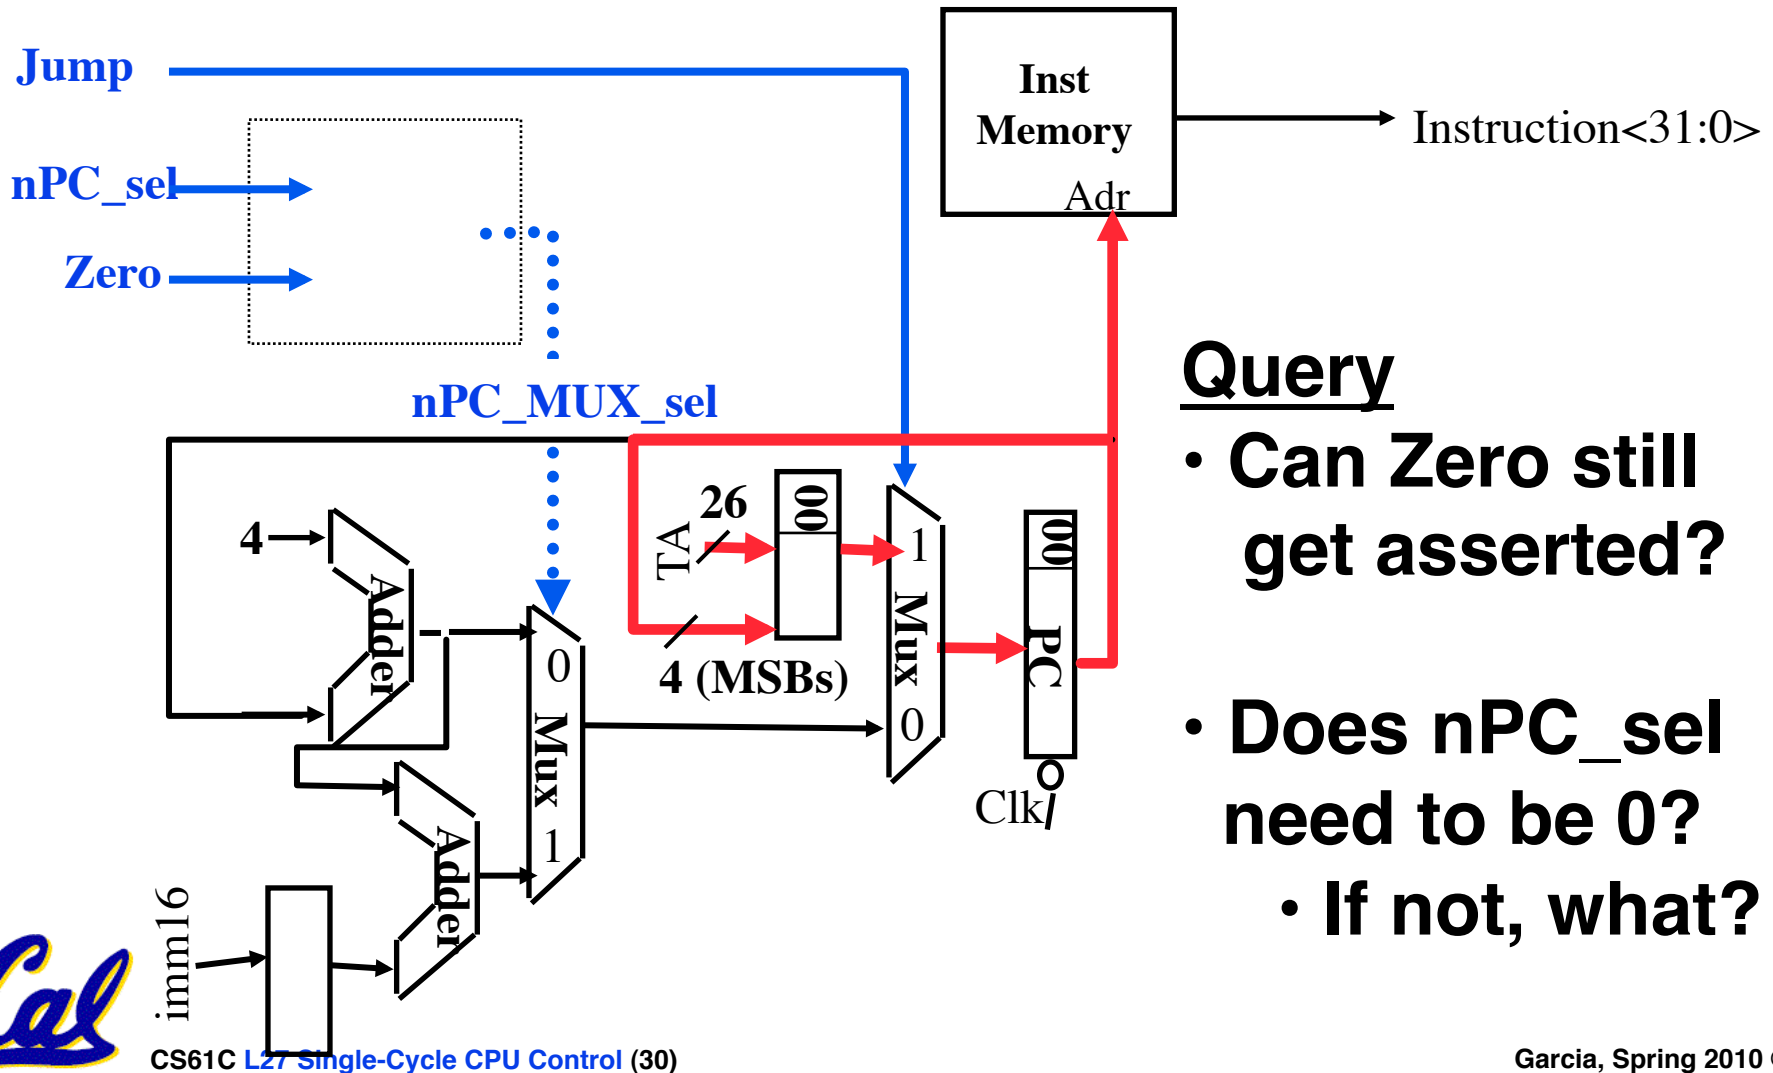 Jump
nPC_sel
Zero
Inst
Memory
Adr
Instruction<31:0>
nPC_MUX_sel
4
Adder
0
Mux
1
Adder
imm16
26
TA
00
4 (MSBs)
1
Mux
0
00
PC
Clk
Query
• Can Zero still
get asserted?
• Does nPC_sel
need to be 0?
• If not, what?
Cal
CS61C L27 Single-Cycle CPU Control (30)
Garcia, Spring 2010